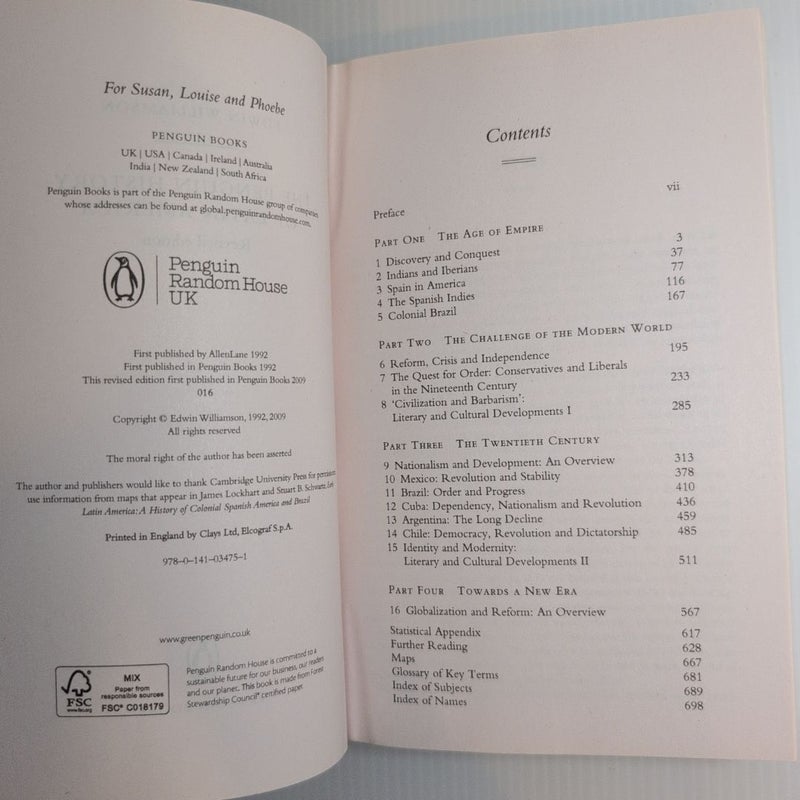 For Susan, Louise and Phoebe
PENGUIN BOOKS
UK | USA | Canada | Ireland | Australia
India | New Zealand | South Africa
Penguin Books is part of the Penguin Random House group of companies
whose addresses can be found at global.penguinrandomhouse.com.
Penguin
Random House
UK
First published by AllenLane 1992
First published in Penguin Books 1992
This revised edition first published in Penguin Books 2009
016
Copyright © Edwin Williamson, 1992, 2009
All rights reserved
The moral right of the author has been asserted
The author and publishers would like to thank Cambridge University Press for
use information from maps that appear in James Lockhart and Stuart B. Schwartz,
Latin America: A History of Colonial Spanish America and Brazil
Printed in England by Clays Ltd, Elcograf S.p.A.
978-0-141-03475-1
www.greenpenguin.co.uk
FSC
www.fsc.org
MIX
Paper from
responsible sources
FSC® C018179
Penguin Random House is committed to a
sustainable future for our business, our readers
and our planet. This book is made from Forest
Stewardship Council® certified paper.
Contents
Preface vii
PART ONE THE AGE OF EMPIRE
1 Discovery and Conquest 3
2 Indians and Iberians 37
3 Spain in America 77
4 The Spanish Indies 116
5 Colonial Brazil 167
PART TWO THE CHALLENGE OF THE MODERN WORLD
6 Reform, Crisis and Independence 195
7 The Quest for Order: Conservatives and Liberals
in the Nineteenth Century 233
8 ‘Civilization and Barbarism’:
Literary and Cultural Developments I 285
PART THREE THE TWENTIETH CENTURY
9 Nationalism and Development: An Overview 313
10 Mexico: Revolution and Stability 378
11 Brazil: Order and Progress 410
12 Cuba: Dependency, Nationalism and Revolution 436
13 Argentina: The Long Decline 459
14 Chile: Democracy, Revolution and Dictatorship 485
15 Identity and Modernity:
Literary and Cultural Developments II 511
PART FOUR TOWARDS A NEW ERA
16 Globalization and Reform: An Overview 567
Statistical Appendix 617
Further Reading 628
Maps 667
Glossary of Key Terms 681
Index of Subjects 689
Index of Names 698